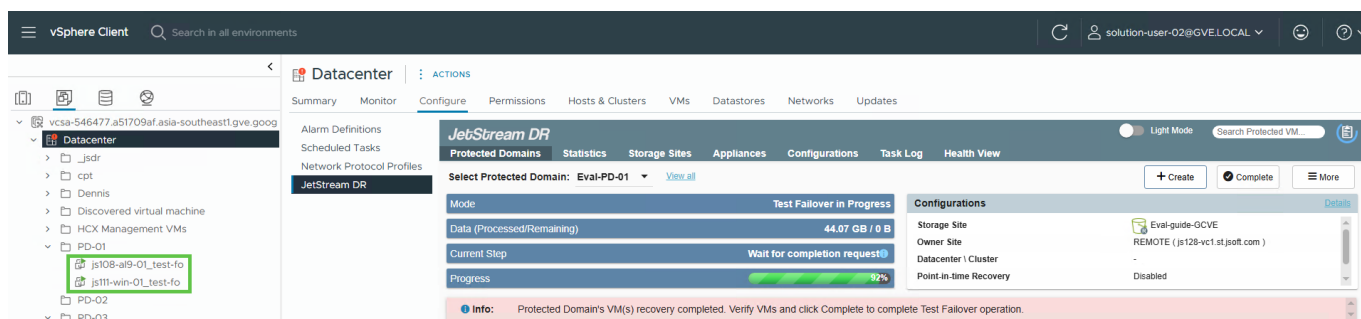 vSphere Client
Search in all environments
solution-user-02@GVE.LOCAL
Datacenter
ACTIONS
Summary Monitor Configure Permissions Hosts & Clusters VMs Datastores Networks Updates
vcsa-546477.a51709af.asia-southeast1.gve.goog
Datacenter
_jsdr
cpt
Dennis
Discovered virtual machine
HCX Management VMs
PD-01
js108-al9-01_test-fo
js111-win-01_test-fo
PD-02
PD-03
Alarm Definitions
Scheduled Tasks
Network Protocol Profiles
JetStream DR
JetStream DR
Light Mode
Search Protected VM...
Protected Domains Statistics Storage Sites Appliances Configurations Task Log Health View
Select Protected Domain: Eval-PD-01 View all
+ Create Complete More
Mode Test Failover in Progress
Data (Processed/Remaining) 44.07 GB / 0 B
Current Step Wait for completion request
Progress 92%
Configurations Details
Storage Site Eval-guide-GCVE
Owner Site REMOTE ( js128-vc1.st.jsoft.com )
Datacenter \ Cluster -
Point-in-time Recovery Disabled
Info: Protected Domain's VM(s) recovery completed. Verify VMs and click Complete to complete Test Failover operation.